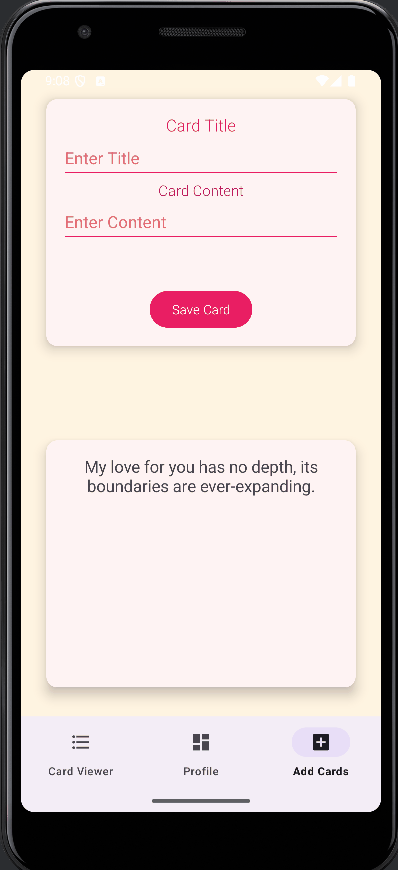 9:08
Card Title
Enter Title
Card Content
Enter Content
Save Card
My love for you has no depth, its
boundaries are ever-expanding.
Card Viewer
Profile
Add Cards